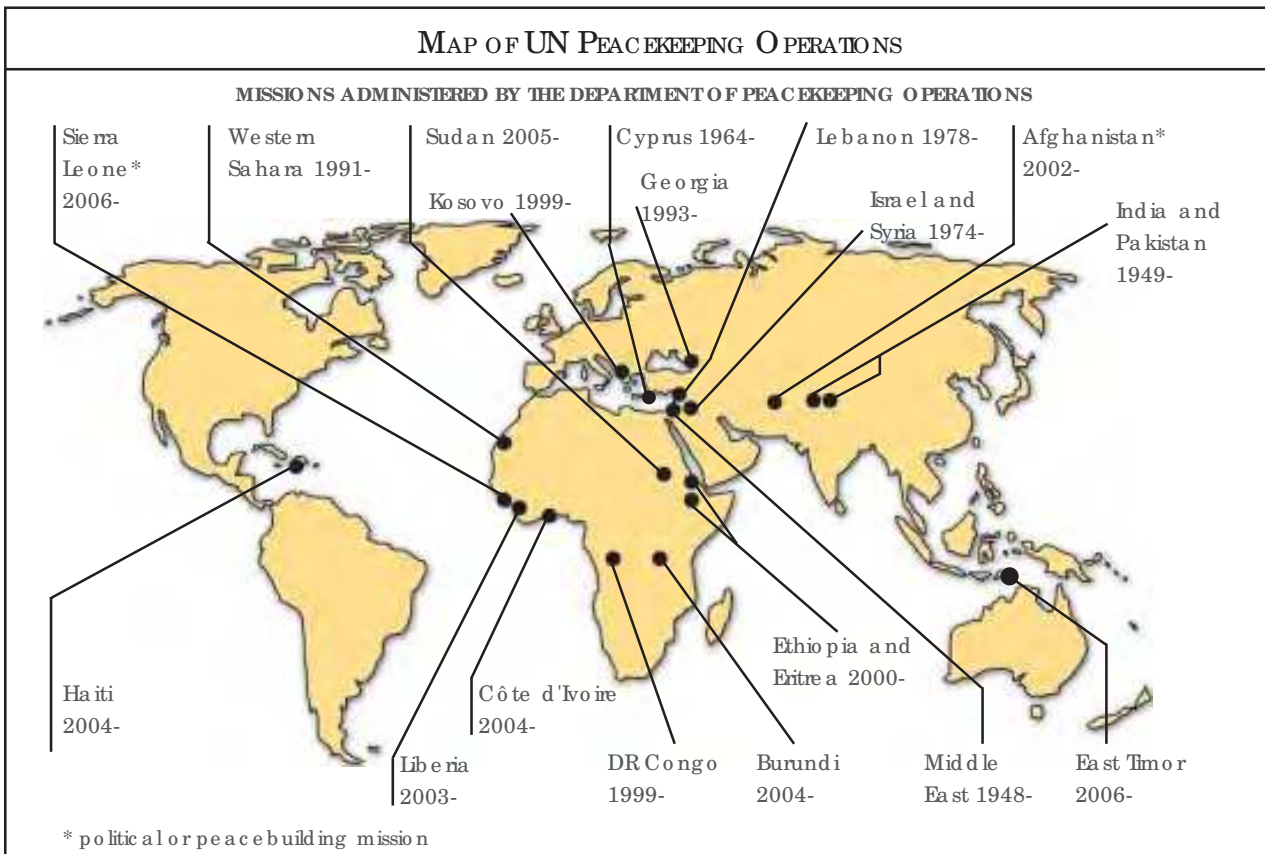 MAP OF UN PEACEKEEPING OPERATIONS
MISSIONS ADMINISTERED BY THE DEPARTMENT OF PEACEKEEPING OPERATIONS
Sierra
Leone*
2006-
Western
Sahara 1991-
Sudan 2005-
Kosovo 1999-
Cyprus 1964-
Georgia
1993-
Lebanon 1978-
Israel and
Syria 1974-
Afghanistan*
2002-
India and
Pakistan
1949-
Haiti
2004-
Côte d'Ivoire
2004-
Liberia
2003-
DR Congo
1999-
Burundi
2004-
Ethiopia and
Eritrea 2000-
Middle
East 1948-
East Timor
2006-
* political or peacebuilding mission